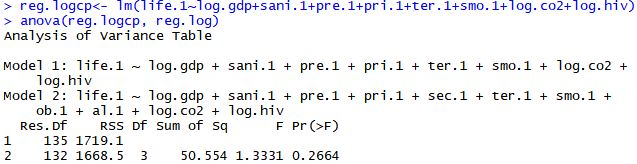 > reg.logcp<- lm(life.1~log.gdp+sani.1+pre.1+pri.1+ter.1+smo.1+log.co2+log.hiv)
> anova(reg.logcp, reg.log)
Analysis of Variance Table
Model 1: life.1 ~ log.gdp + sani.1 + pre.1 + pri.1 + ter.1 + smo.1 + log.co2 +
log.hiv
Model 2: life.1 ~ log.gdp + sani.1 + pre.1 + pri.1 + sec.1 + ter.1 + smo.1 +
ob.1 + al.1 + log.co2 + log.hiv
Res.Df RSS Df Sum of Sq F Pr(>F)
1 135 1719.1
2 132 1668.5 3 50.554 1.3331 0.2664